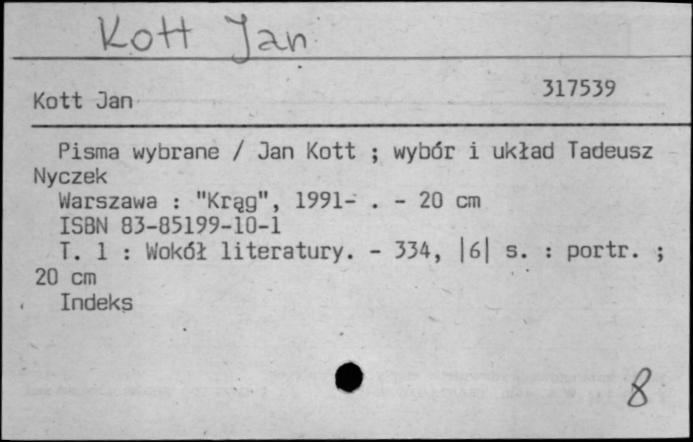 Kott Jan
317539
Kott Jan
Pisma wybrane / Jan Kott ; wybór i układ Tadeusz
Nyczek
Warszawa : "Krąg", 1991- . - 20 cm
ISBN 83-85199-10-1
T. 1 : Wokół literatury. - 334, |6| s. : portr. ;
20 cm
Indeks
8